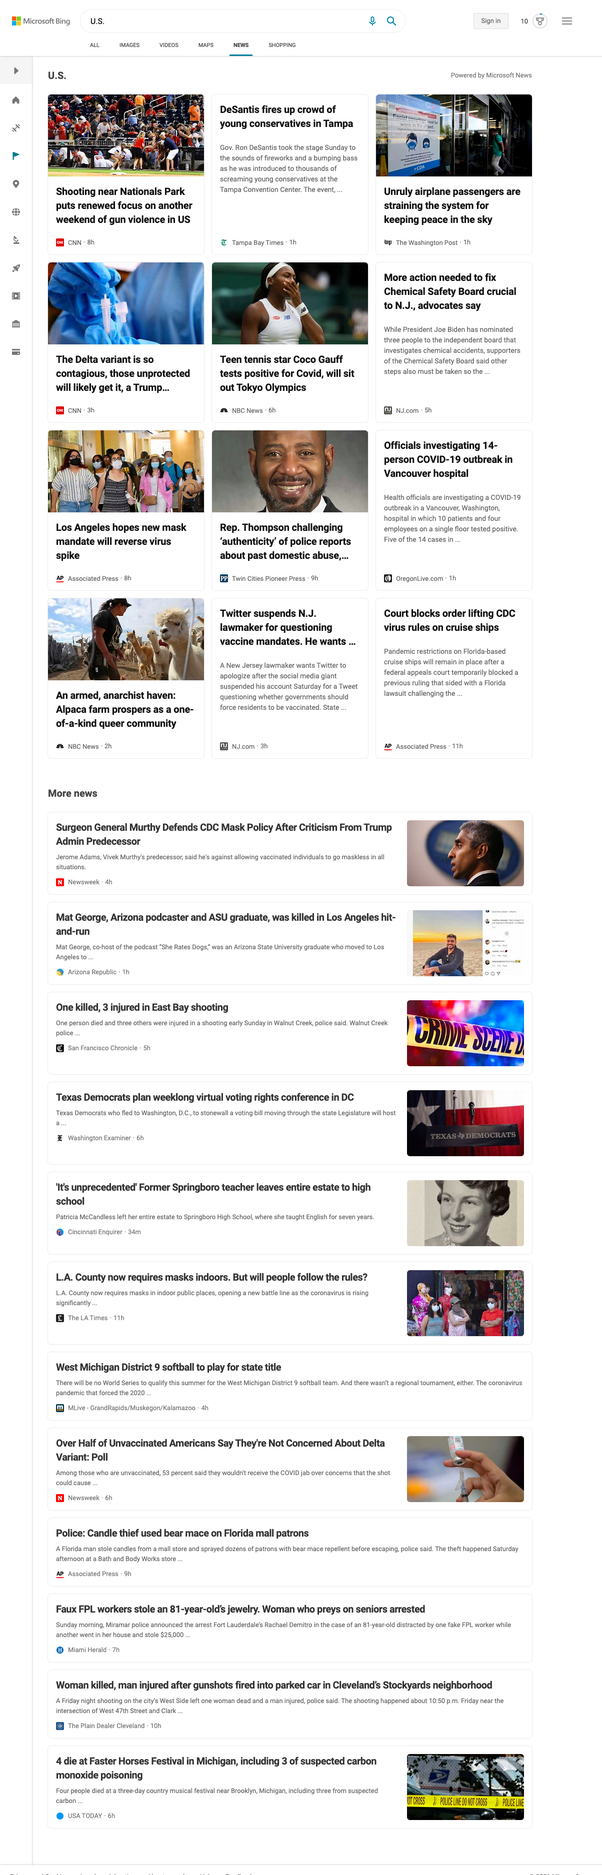 Microsoft Bing
U.S.
Sign in
10
ALL
IMAGES
VIDEOS
MAPS
NEWS
SHOPPING
U.S.
Powered by Microsoft News
Shooting near Nationals Park
puts renewed focus on another
weekend of gun violence in US
CNN · 8h
DeSantis fires up crowd of
young conservatives in Tampa
Gov. Ron DeSantis took the stage Sunday to
the sounds of fireworks and a bumping bass
as he was introduced to thousands of
screaming young conservatives at the
Tampa Convention Center. The event, ...
Tampa Bay Times · 1h
Unruly airplane passengers are
straining the system for
keeping peace in the sky
The Washington Post · 1h
The Delta variant is so
contagious, those unprotected
will likely get it, a Trump...
CNN · 3h
Teen tennis star Coco Gauff
tests positive for Covid, will sit
out Tokyo Olympics
NBC News · 6h
More action needed to fix
Chemical Safety Board crucial
to N.J., advocates say
While President Joe Biden has nominated
three people to the independent board that
investigates chemical accidents, supporters
of the Chemical Safety Board said other
steps also must be taken so the ...
NJ.com · 5h
Los Angeles hopes new mask
mandate will reverse virus
spike
Associated Press · 8h
Rep. Thompson challenging
'authenticity' of police reports
about past domestic abuse,...
Twin Cities Pioneer Press · 9h
Officials investigating 14-
person COVID-19 outbreak in
Vancouver hospital
Health officials are investigating a COVID-19
outbreak in a Vancouver, Washington,
hospital in which 10 patients and four
employees on a single floor tested positive.
Five of the 14 cases in ...
OregonLive.com · 1h
An armed, anarchist haven:
Alpaca farm prospers as a one-
of-a-kind queer community
NBC News · 2h
Twitter suspends N.J.
lawmaker for questioning
vaccine mandates. He wants ...
A New Jersey lawmaker wants Twitter to
apologize after the social media giant
suspended his account Saturday for a Tweet
questioning whether governments should
force residents to be vaccinated. State ...
NJ.com · 3h
Court blocks order lifting CDC
virus rules on cruise ships
Pandemic restrictions on Florida-based
cruise ships will remain in place after a
federal appeals court temporarily blocked a
previous ruling that sided with a Florida
lawsuit challenging the ...
Associated Press · 11h
More news
Surgeon General Murthy Defends CDC Mask Policy After Criticism From Trump
Admin Predecessor
Jerome Adams, Vivek Murthy's predecessor, said he's against allowing vaccinated individuals to go maskless in all
situations.
Newsweek · 4h
Mat George, Arizona podcaster and ASU graduate, was killed in Los Angeles hit-
and-run
Mat George, co-host of the podcast "She Rates Dogs," was an Arizona State University graduate who moved to Los
Angeles to ...
Arizona Republic · 1h
One killed, 3 injured in East Bay shooting
One person died and three others were injured in a shooting early Sunday in Walnut Creek, police said. Walnut Creek
police ...
San Francisco Chronicle · 5h
CRIME SCENE D
Texas Democrats plan weeklong virtual voting rights conference in DC
Texas Democrats who fled to Washington, D.C., to stonewall a voting bill moving through the state Legislature will host
a ...
Washington Examiner · 6h
TEXAS DEMOCRATS
'It's unprecedented' Former Springboro teacher leaves entire estate to high
school
Patricia McCandless left her entire estate to Springboro High School, where she taught English for seven years.
Cincinnati Enquirer · 34m
L.A. County now requires masks indoors. But will people follow the rules?
L.A. County now requires masks in indoor public places, opening a new battle line as the coronavirus is rising
significantly ...
The LA Times · 11h
West Michigan District 9 softball to play for state title
There will be no World Series to qualify this summer for the West Michigan District 9 softball team. And there wasn't a regional tournament, either. The coronavirus
pandemic that forced the 2020 ...
MLive - GrandRapids/Muskegon/Kalamazoo · 4h
Over Half of Unvaccinated Americans Say They're Not Concerned About Delta
Variant: Poll
Among those who are unvaccinated, 53 percent said they wouldn't receive the COVID jab over concerns that the shot
could cause ...
Newsweek · 6h
Police: Candle thief used bear mace on Florida mall patrons
A Florida man stole candles from a mall store and sprayed dozens of patrons with bear mace repellent before escaping, police said. The theft happened Saturday
afternoon at a Bath and Body Works store ...
Associated Press · 9h
Faux FPL workers stole an 81-year-old's jewelry. Woman who preys on seniors arrested
Sunday morning, Miramar police announced the arrest Fort Lauderdale's Rachael Demitro in the case of an 81-year-old distracted by one fake FPL worker while
another went in her house and stole $25,000 ...
Miami Herald · 7h
Woman killed, man injured after gunshots fired into parked car in Cleveland's Stockyards neighborhood
A Friday night shooting on the city's West Side left one woman dead and a man injured, police said. The shooting happened about 10:50 p.m. Friday near the
intersection of West 47th Street and Clark ...
The Plain Dealer Cleveland · 10h
4 die at Faster Horses Festival in Michigan, including 3 of suspected carbon
monoxide poisoning
Four people died at a three-day country musical festival near Brooklyn, Michigan, including three from suspected
carbon ...
USA TODAY · 6h
POLICE LINE DO NOT CROSS